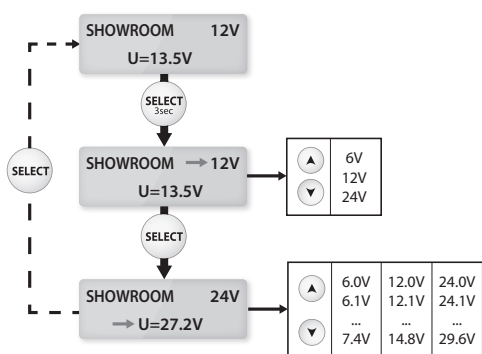 SHOWROOM 12V
U=13.5V
SELECT
3sec
SHOWROOM →12V
U=13.5V
6V
12V
24V
SELECT
SELECT
SHOWROOM 24V
→ U=27.2V
6.0V 12.0V 24.0V
6.1V 12.1V 24.1V
... ... ...
7.4V 14.8V 29.6V